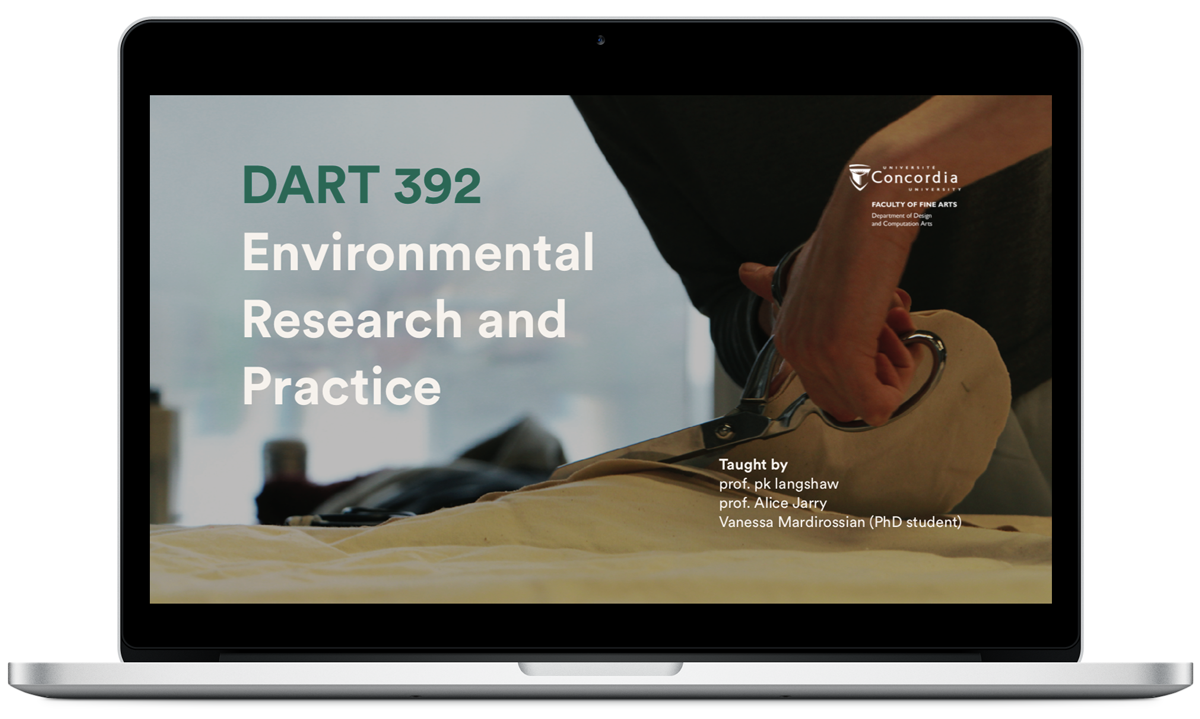 DART 392
Environmental
Research and
Practice
UNIVERSITÉ
Concordia
UNIVERSITY
FACULTY OF FINE ARTS
Department of Design
and Computation Arts
Taught by
prof. pk langshaw
prof. Alice Jarry
Vanessa Mardirossian (PhD student)